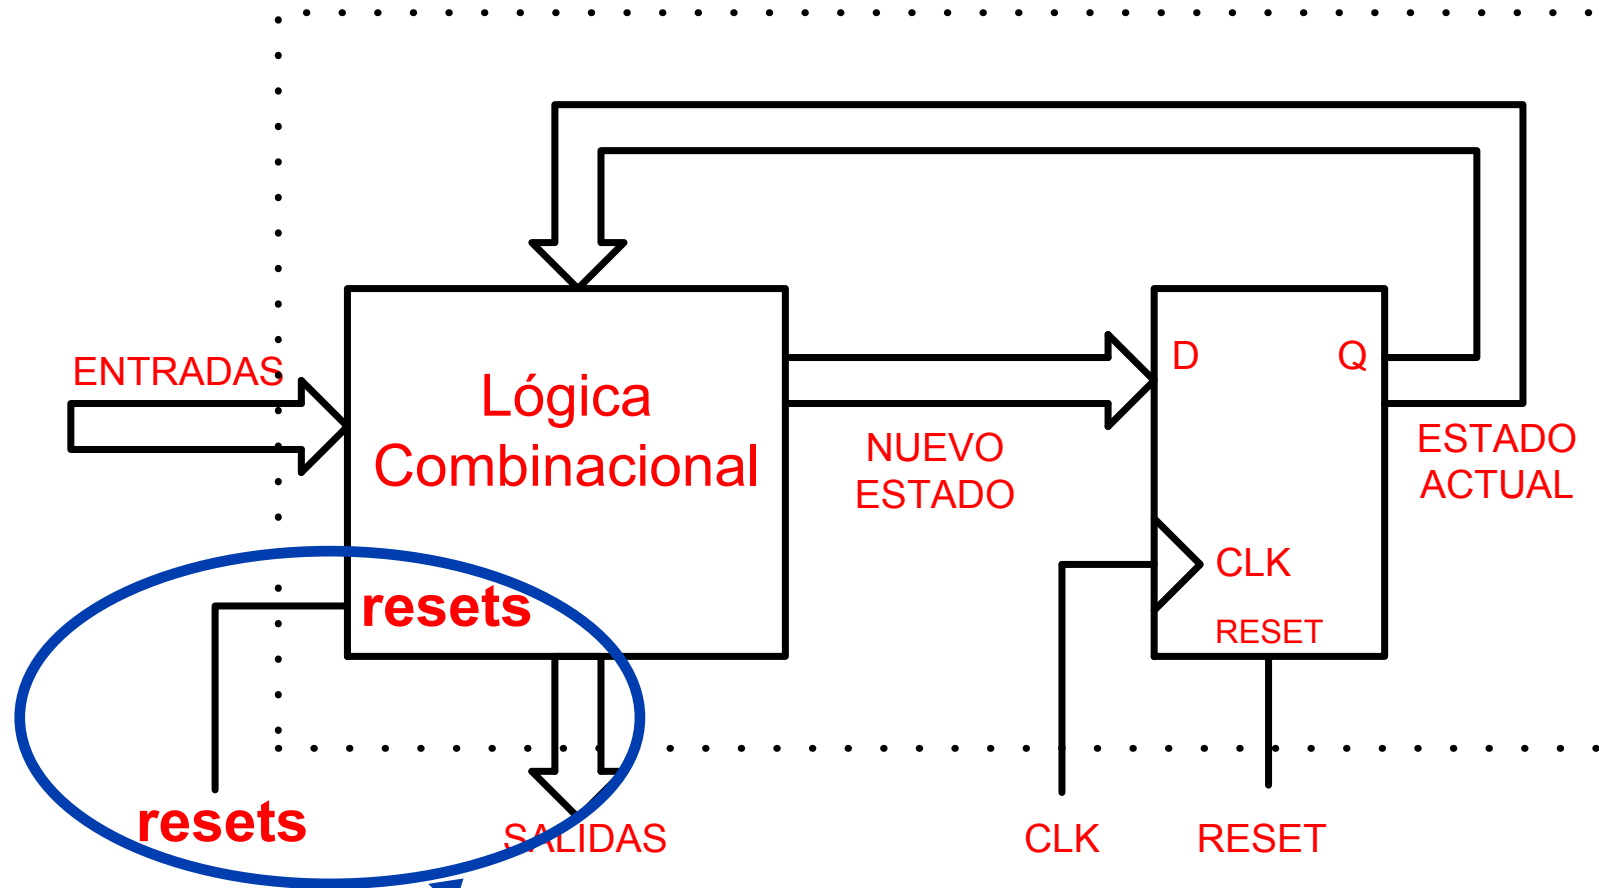 ENTRADAS
Lógica
Combinacional
resets
NUEVO
ESTADO
D
Q
CLK
RESET
ESTADO
ACTUAL
resets
SALIDAS
CLK
RESET